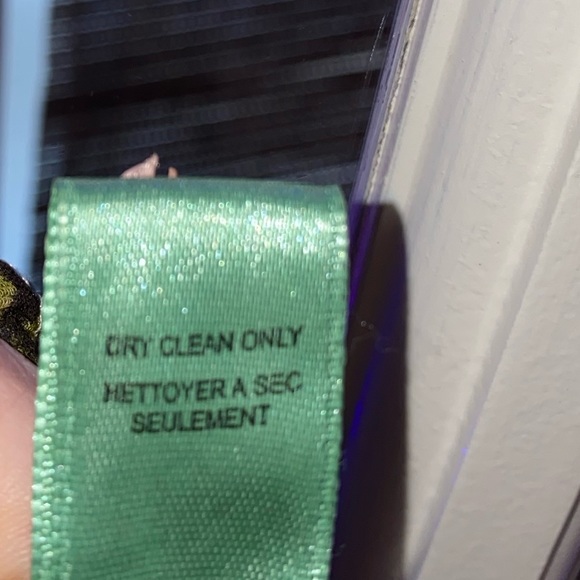 DRY CLEAN ONLY
NETTOYER A SEC
SEULEMENT